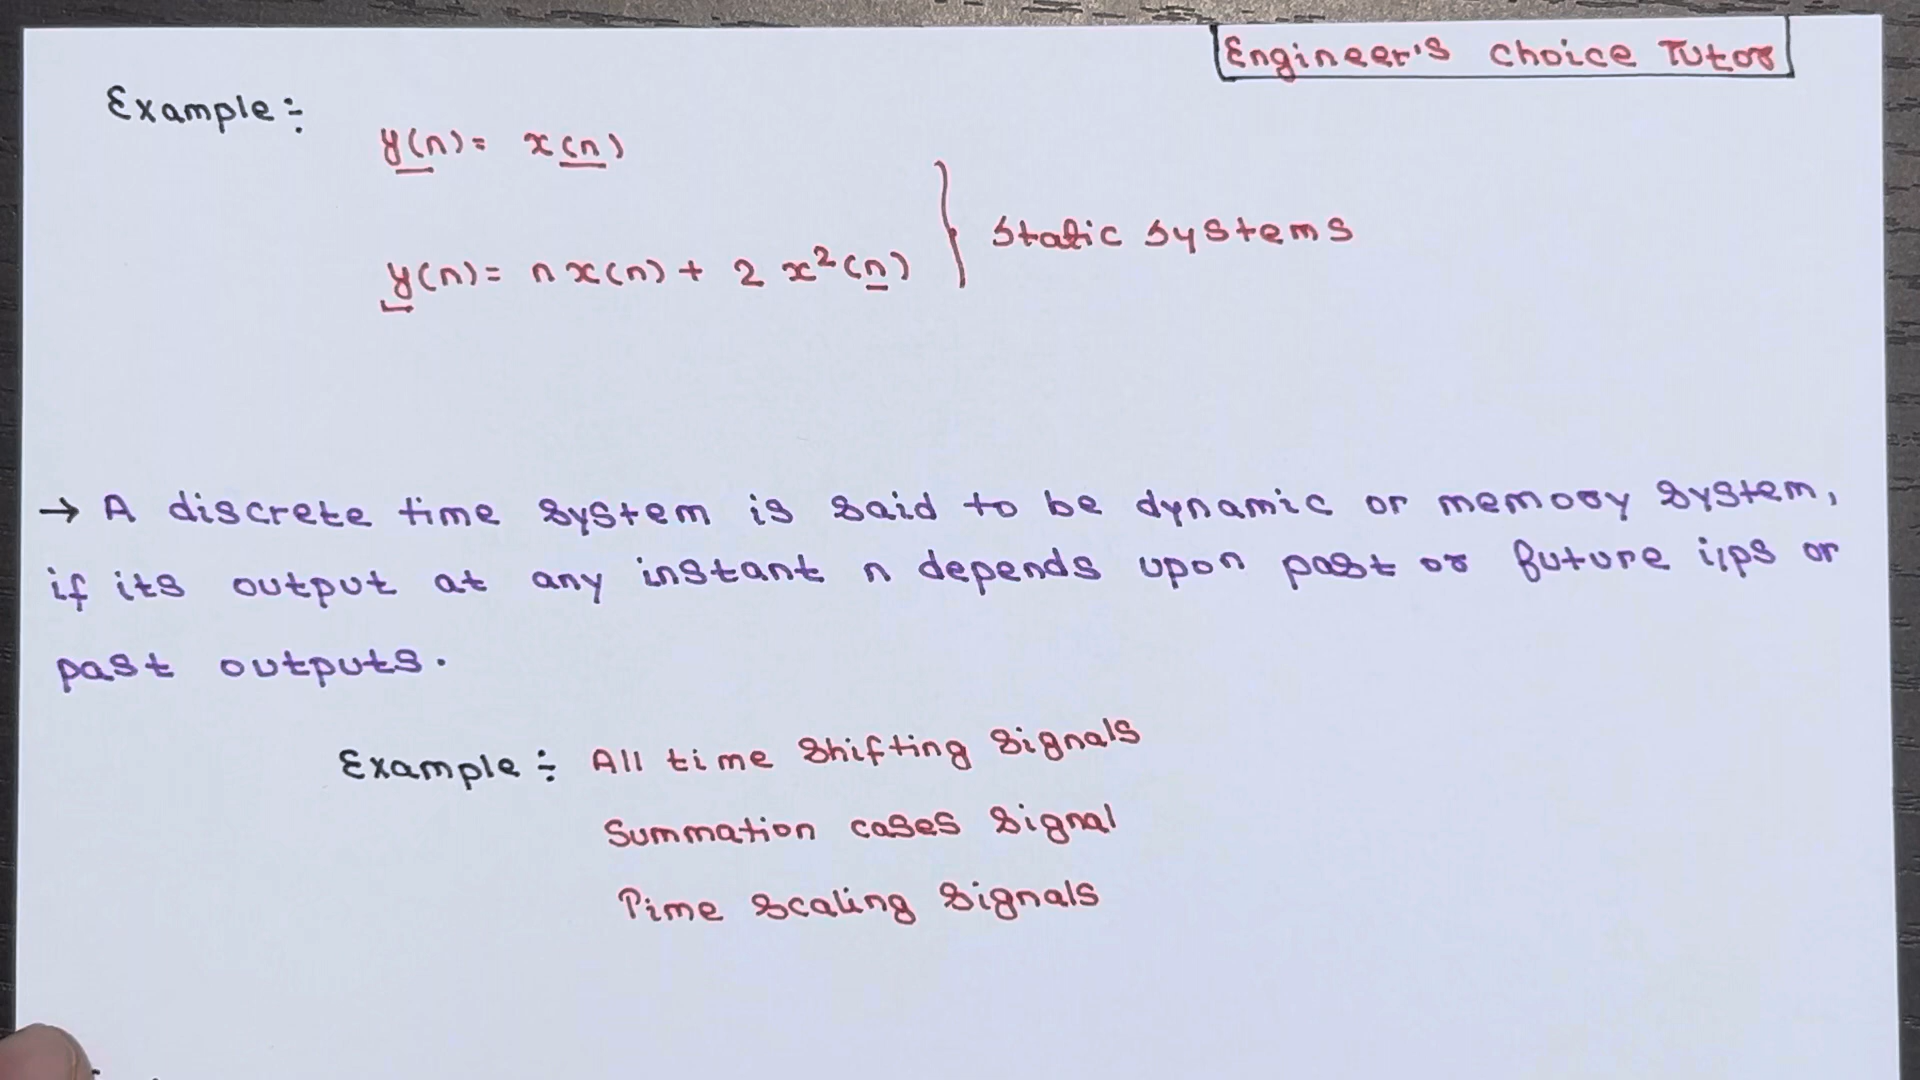 Engineer's Choice Tutor
Example:
y(n) = x(n)
y(n) = n x(n) + 2 x²(n)
Static systems
→ A discrete time system is said to be dynamic or memory system,
if its output at any instant n depends upon past or future i/ps or
past outputs.
Example: All time shifting signals
Summation cases signal
Time scaling signals